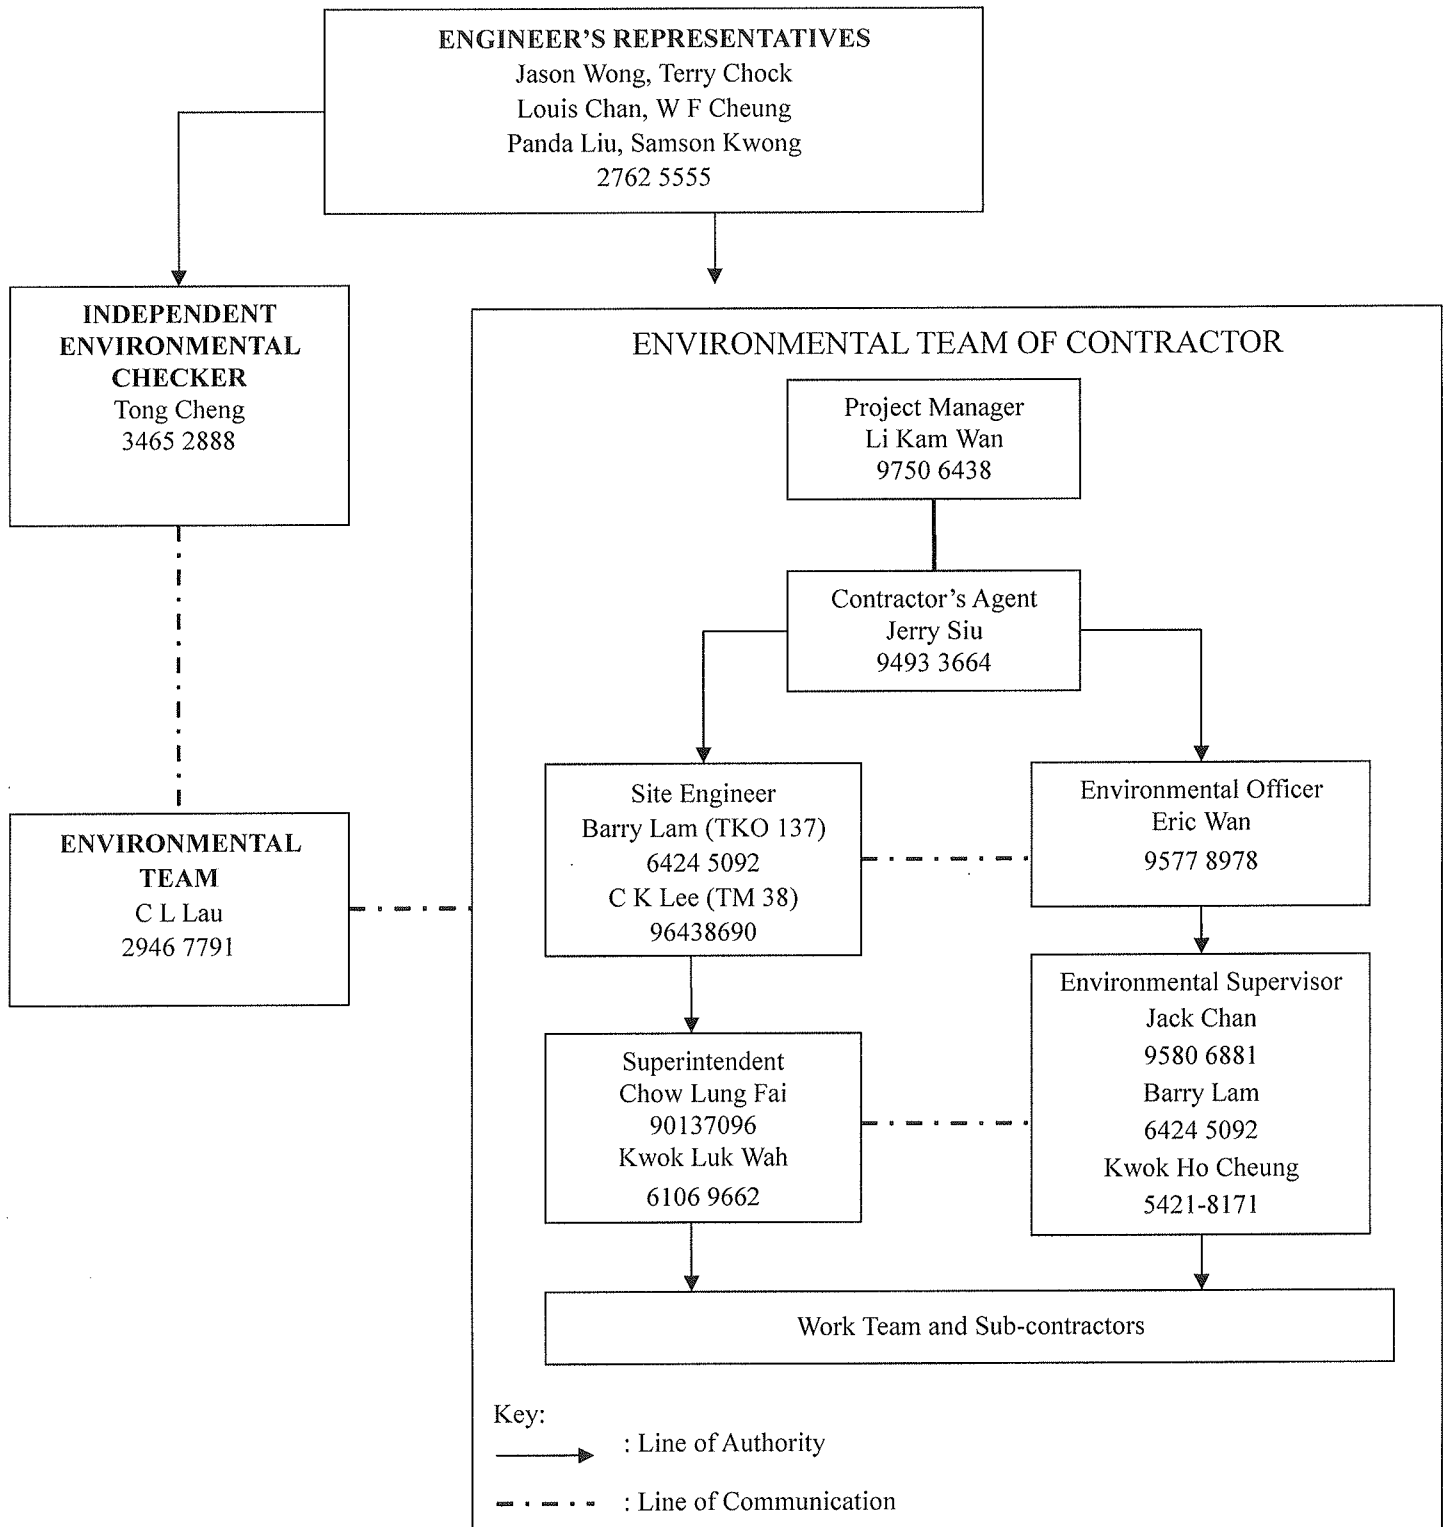 ENGINEER’S REPRESENTATIVES
Jason Wong, Terry Chock
Louis Chan, W F Cheung
Panda Liu, Samson Kwong
2762 5555
INDEPENDENT
ENVIRONMENTAL
CHECKER
Tong Cheng
3465 2888
ENVIRONMENTAL
TEAM
C L Lau
2946 7791
ENVIRONMENTAL TEAM OF CONTRACTOR
Project Manager
Li Kam Wan
9750 6438
Contractor’s Agent
Jerry Siu
9493 3664
Site Engineer
Barry Lam (TKO 137)
6424 5092
C K Lee (TM 38)
96438690
Environmental Officer
Eric Wan
9577 8978
Superintendent
Chow Lung Fai
90137096
Kwok Luk Wah
6106 9662
Environmental Supervisor
Jack Chan
9580 6881
Barry Lam
6424 5092
Kwok Ho Cheung
5421-8171
Work Team and Sub-contractors
Key:
: Line of Authority
: Line of Communication